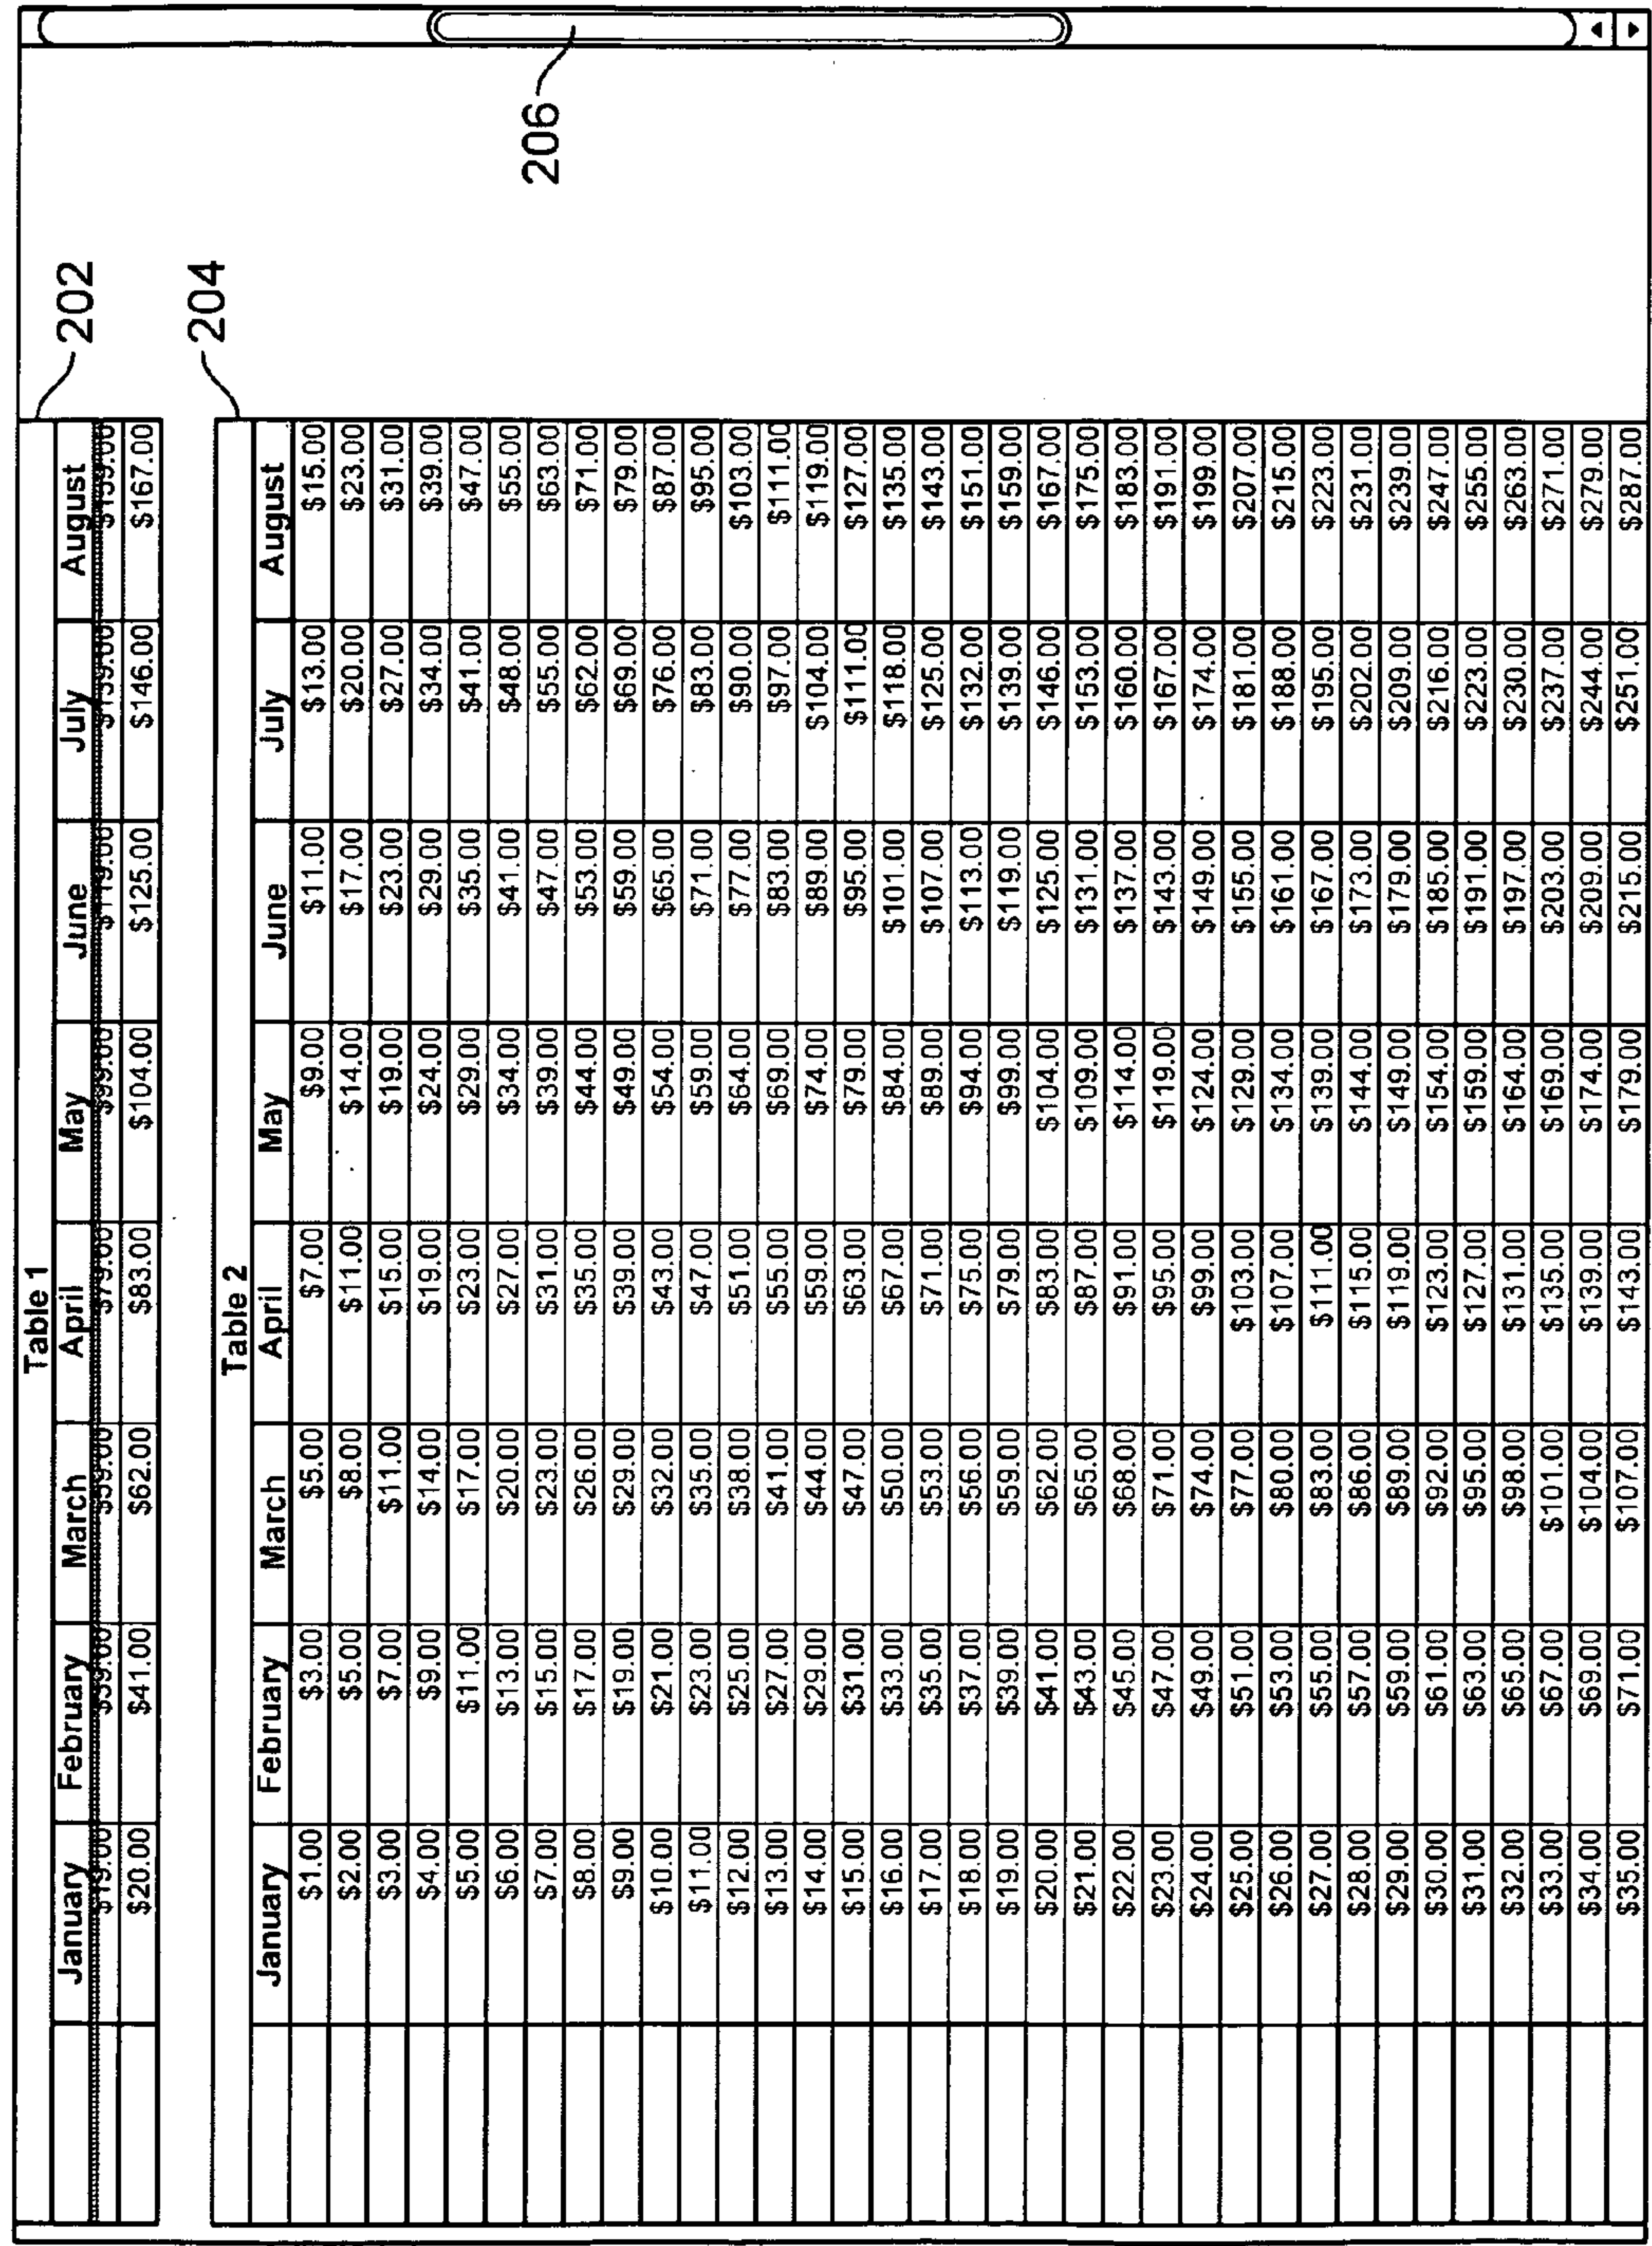 Table 1
January February March April May June July August
$19.00 $39.00 $59.00 $79.00 $99.00 $119.00 $139.00 $159.00
$20.00 $41.00 $62.00 $83.00 $104.00 $125.00 $146.00 $167.00
202
Table 2
204
January February March April May June July August
$1.00 $3.00 $5.00 $7.00 $9.00 $11.00 $13.00 $15.00
$2.00 $5.00 $8.00 $11.00 $14.00 $17.00 $20.00 $23.00
$3.00 $7.00 $11.00 $15.00 $19.00 $23.00 $27.00 $31.00
$4.00 $9.00 $14.00 $19.00 $24.00 $29.00 $34.00 $39.00
$5.00 $11.00 $17.00 $23.00 $29.00 $35.00 $41.00 $47.00
$6.00 $13.00 $20.00 $27.00 $34.00 $41.00 $48.00 $55.00
$7.00 $15.00 $23.00 $31.00 $39.00 $47.00 $55.00 $63.00
$8.00 $17.00 $26.00 $35.00 $44.00 $53.00 $62.00 $71.00
$9.00 $19.00 $29.00 $39.00 $49.00 $59.00 $69.00 $79.00
$10.00 $21.00 $32.00 $43.00 $54.00 $65.00 $76.00 $87.00
$11.00 $23.00 $35.00 $47.00 $59.00 $71.00 $83.00 $95.00
$12.00 $25.00 $38.00 $51.00 $64.00 $77.00 $90.00 $103.00
$13.00 $27.00 $41.00 $55.00 $69.00 $83.00 $97.00 $111.00
$14.00 $29.00 $44.00 $59.00 $74.00 $89.00 $104.00 $119.00
$15.00 $31.00 $47.00 $63.00 $79.00 $95.00 $111.00 $127.00
$16.00 $33.00 $50.00 $67.00 $84.00 $101.00 $118.00 $135.00
$17.00 $35.00 $53.00 $71.00 $89.00 $107.00 $125.00 $143.00
$18.00 $37.00 $56.00 $75.00 $94.00 $113.00 $132.00 $151.00
$19.00 $39.00 $59.00 $79.00 $99.00 $119.00 $139.00 $159.00
$20.00 $41.00 $62.00 $83.00 $104.00 $125.00 $146.00 $167.00
$21.00 $43.00 $65.00 $87.00 $109.00 $131.00 $153.00 $175.00
$22.00 $45.00 $68.00 $91.00 $114.00 $137.00 $160.00 $183.00
$23.00 $47.00 $71.00 $95.00 $119.00 $143.00 $167.00 $191.00
$24.00 $49.00 $74.00 $99.00 $124.00 $149.00 $174.00 $199.00
$25.00 $51.00 $77.00 $103.00 $129.00 $155.00 $181.00 $207.00
$26.00 $53.00 $80.00 $107.00 $134.00 $161.00 $188.00 $215.00
$27.00 $55.00 $83.00 $111.00 $139.00 $167.00 $195.00 $223.00
$28.00 $57.00 $86.00 $115.00 $144.00 $173.00 $202.00 $231.00
$29.00 $59.00 $89.00 $119.00 $149.00 $179.00 $209.00 $239.00
$30.00 $61.00 $92.00 $123.00 $154.00 $185.00 $216.00 $247.00
$31.00 $63.00 $95.00 $127.00 $159.00 $191.00 $223.00 $255.00
$32.00 $65.00 $98.00 $131.00 $164.00 $197.00 $230.00 $263.00
$33.00 $67.00 $101.00 $135.00 $169.00 $203.00 $237.00 $271.00
$34.00 $69.00 $104.00 $139.00 $174.00 $209.00 $244.00 $279.00
$35.00 $71.00 $107.00 $143.00 $179.00 $215.00 $251.00 $287.00
206